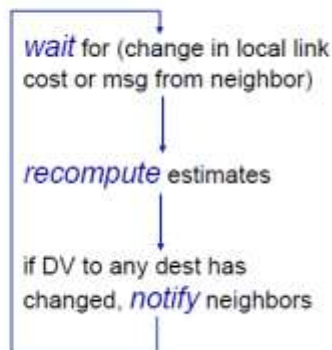 wait for (change in local link
cost or msg from neighbor)
recompute estimates
if DV to any dest has
changed, notify neighbors